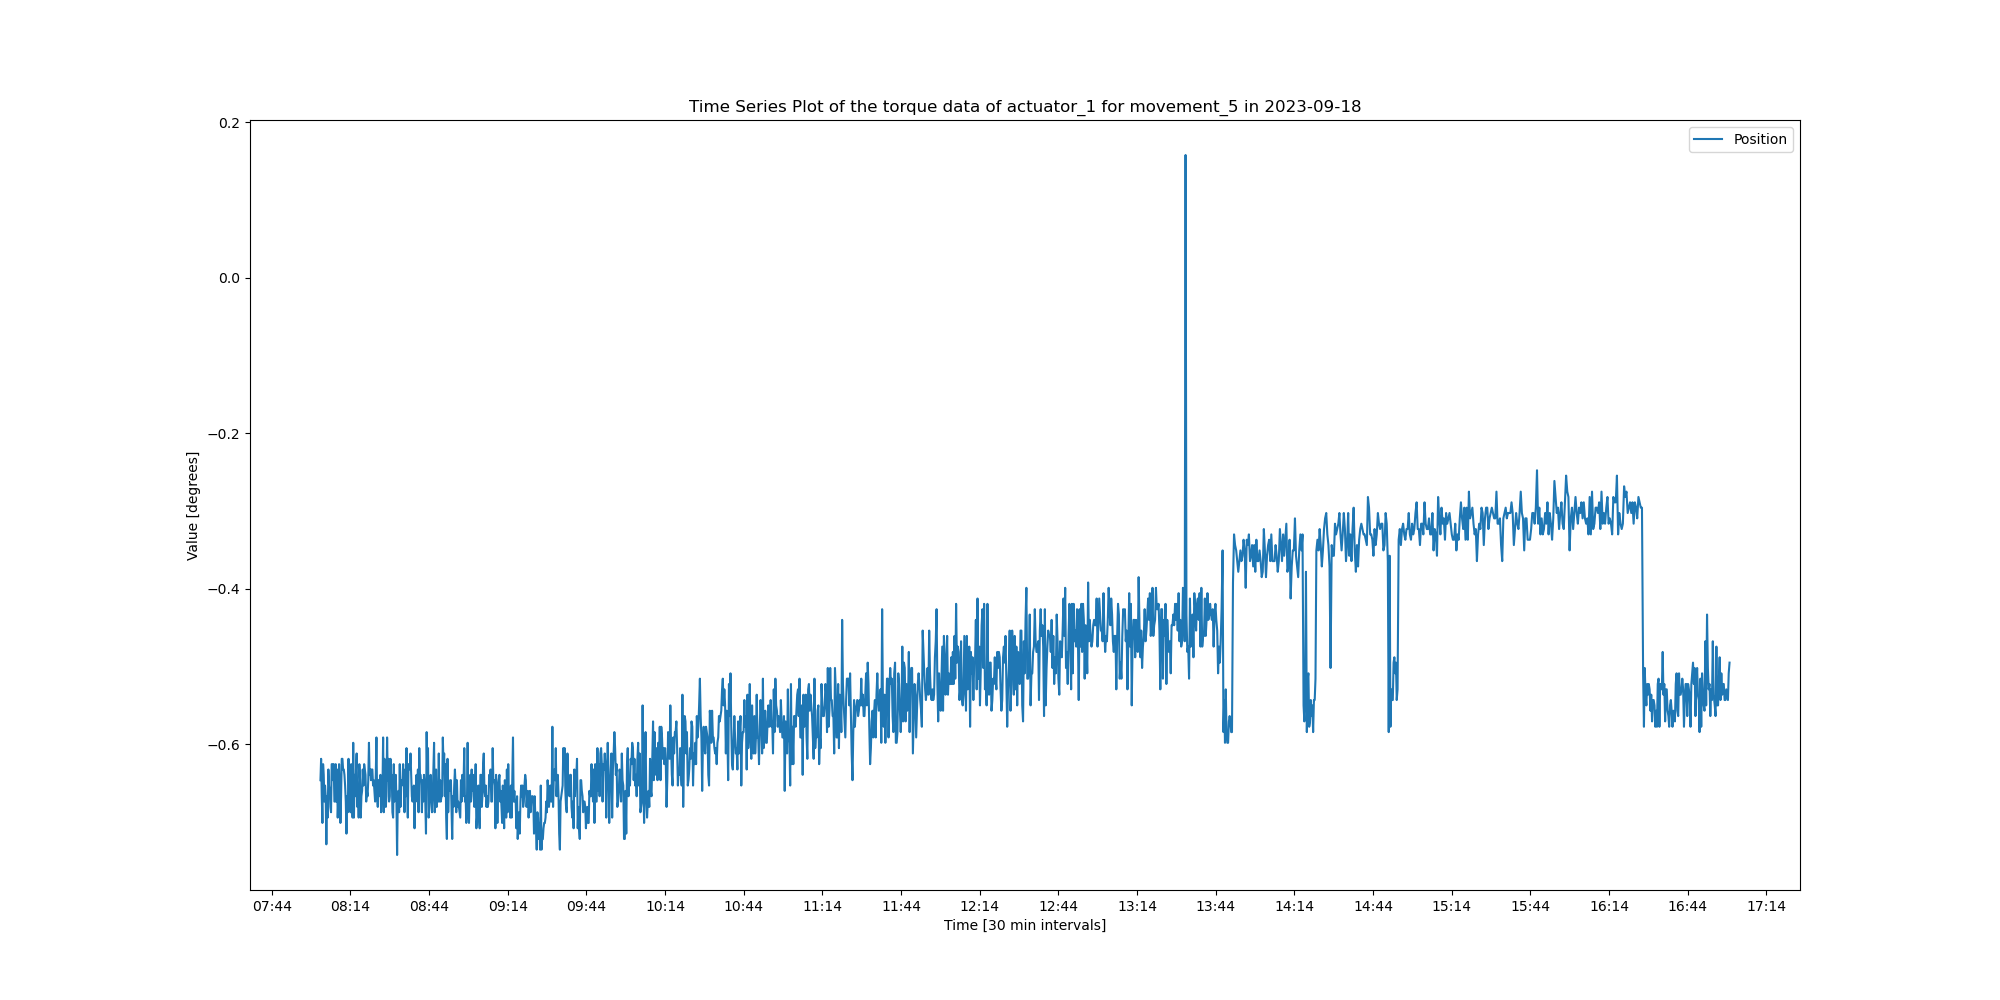 Time Series Plot of the torque data of actuator_1 for movement_5 in 2023-09-18
Position
Value [degrees]
0.2
0.0
−0.2
−0.4
−0.6
07:44 08:14 08:44 09:14 09:44 10:14 10:44 11:14 11:44 12:14 12:44 13:14 13:44 14:14 14:44 15:14 15:44 16:14 16:44 17:14
Time [30 min intervals]